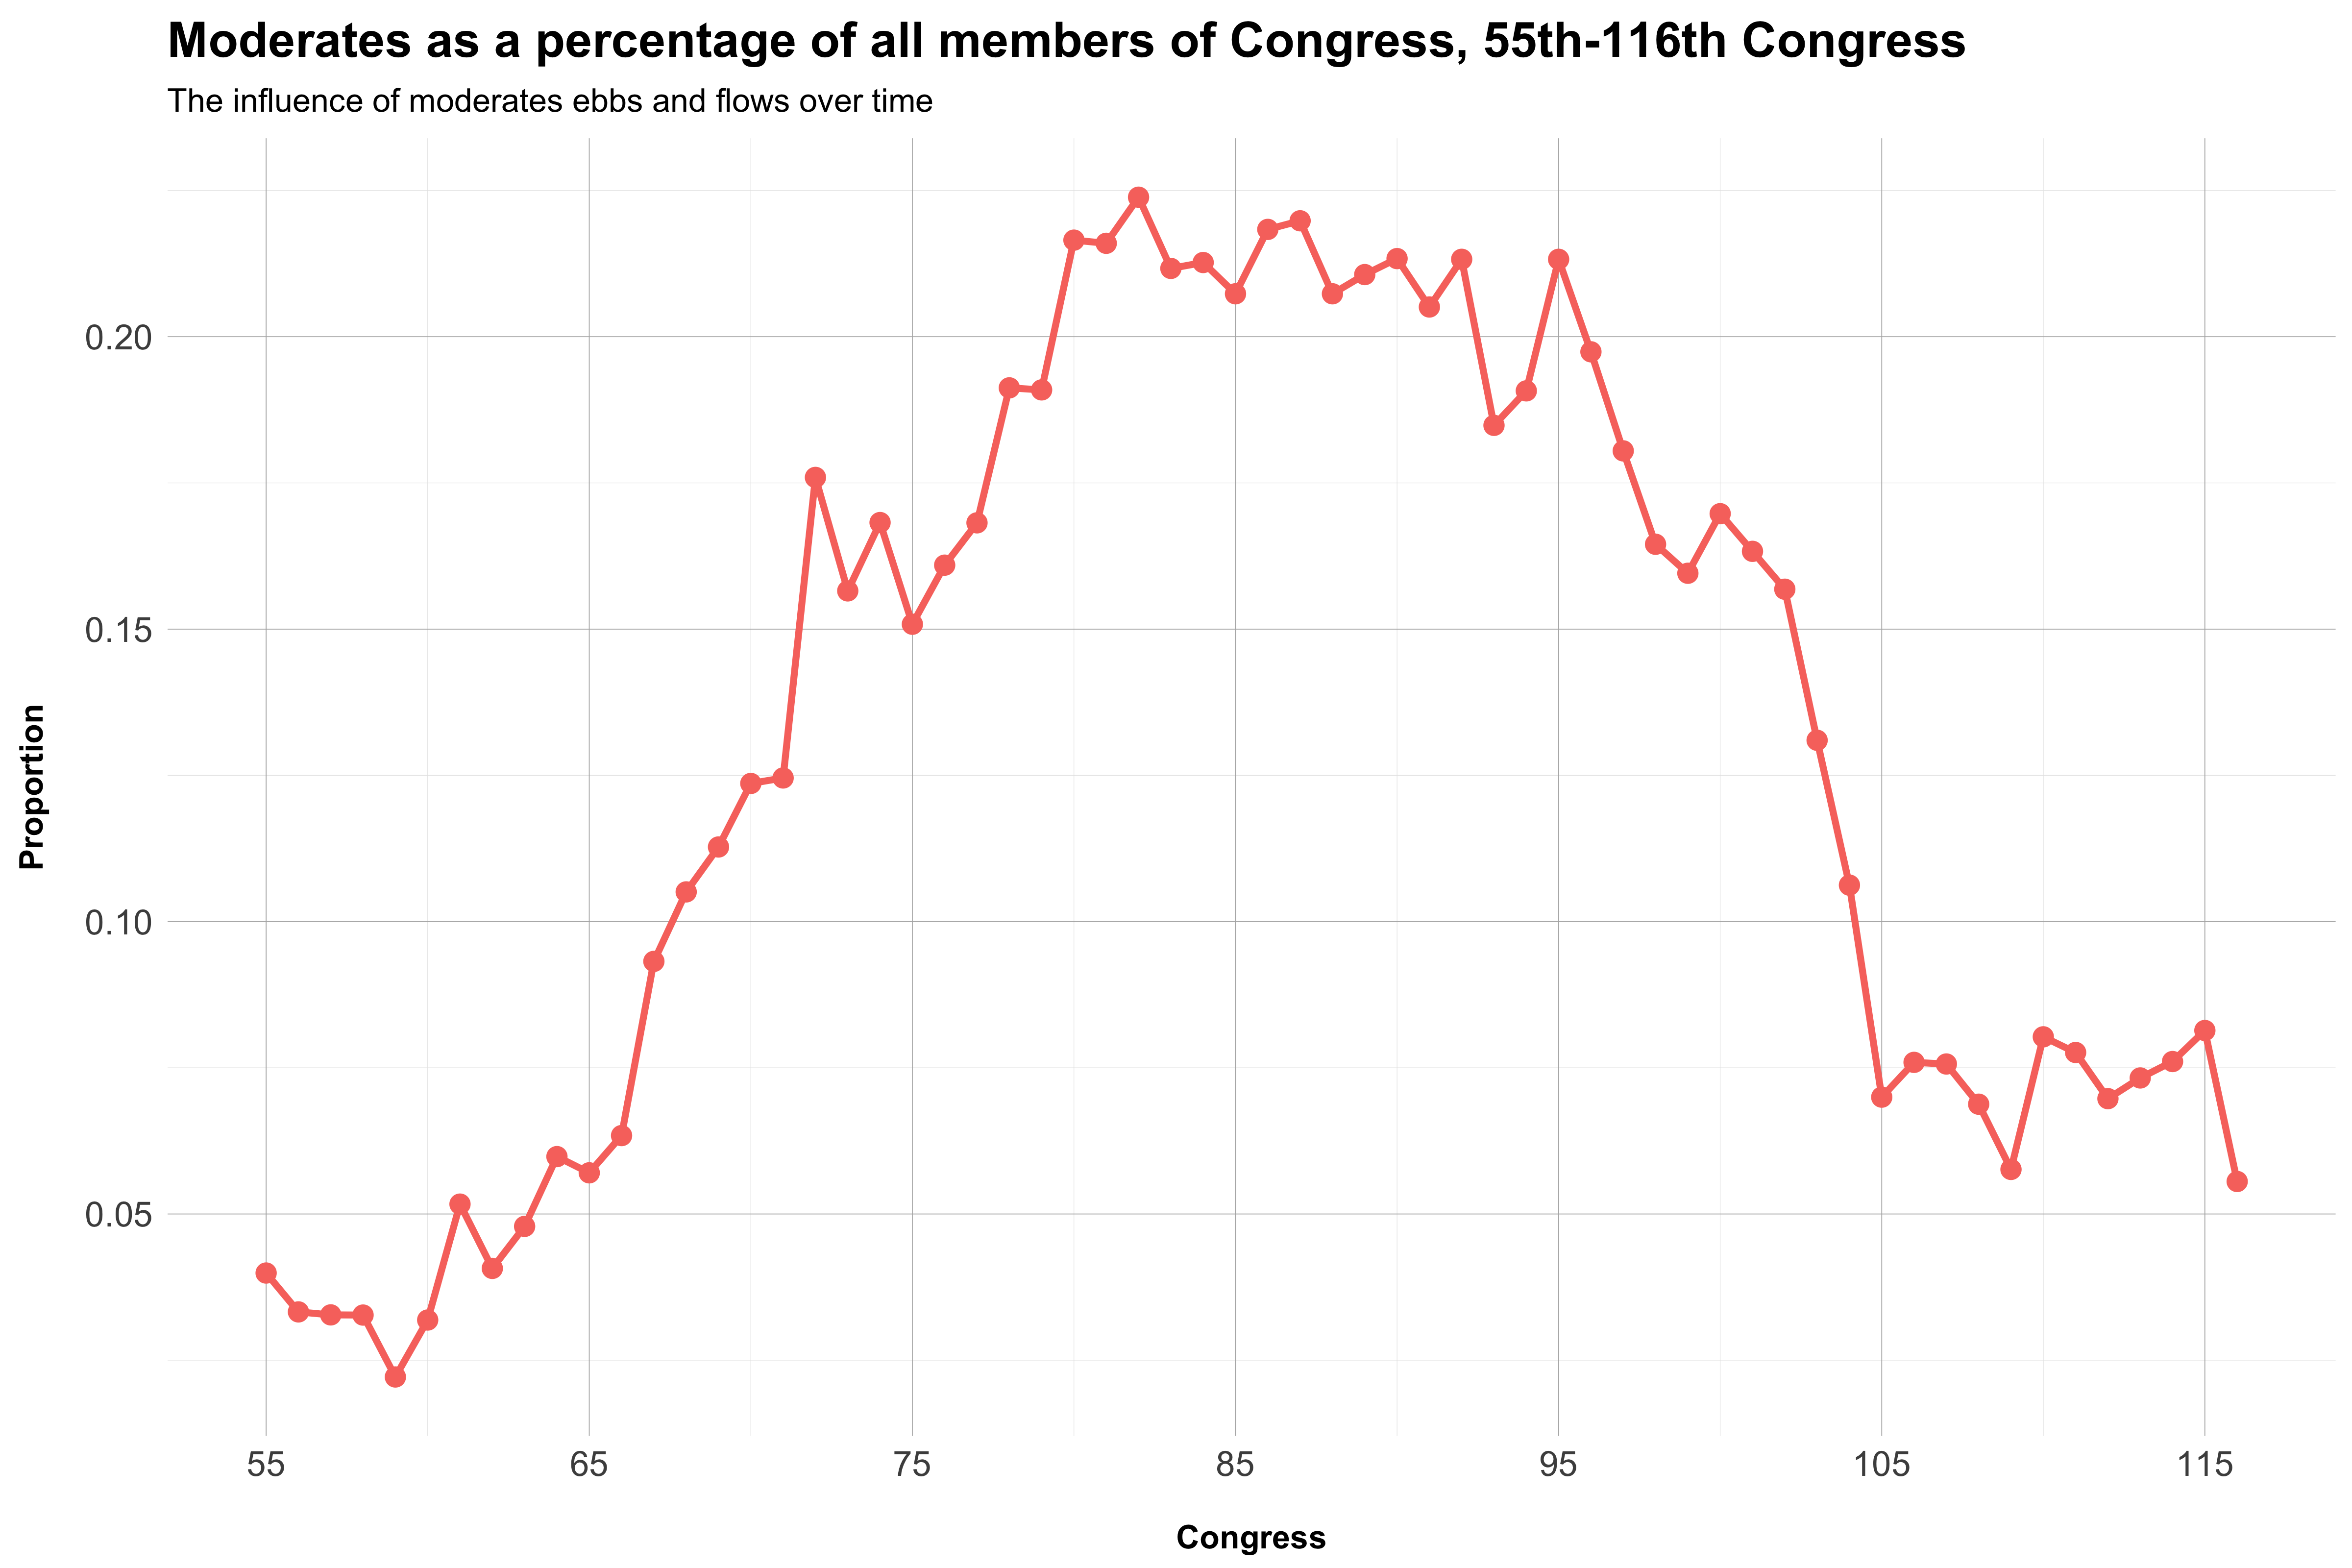 Moderates as a percentage of all members of Congress, 55th-116th Congress
The influence of moderates ebbs and flows over time
Proportion
0.20
0.15
0.10
0.05
55
65
75
85
95
105
115
Congress